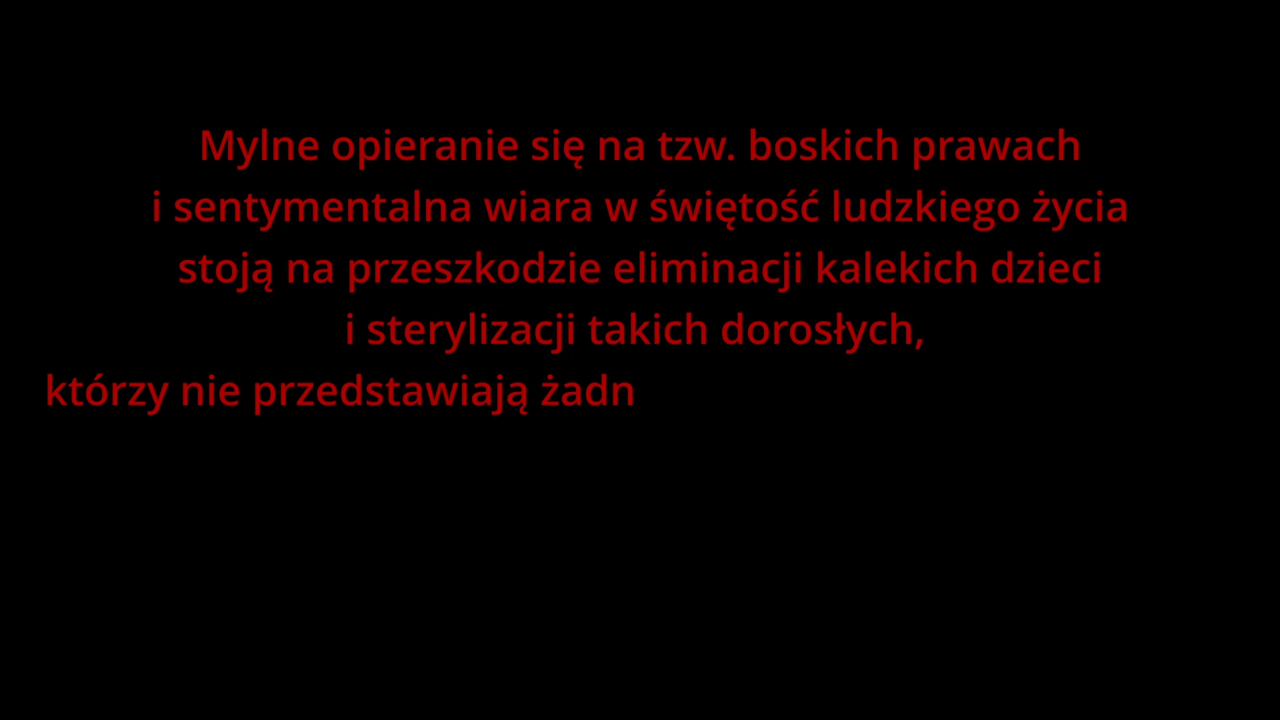 Mylne opieranie się na tzw. boskich prawach
i sentymentalna wiara w świętość ludzkiego życia
stoją na przeszkodzie eliminacji kalekich dzieci
i sterylizacji takich dorosłych,
którzy nie przedstawiają żadn